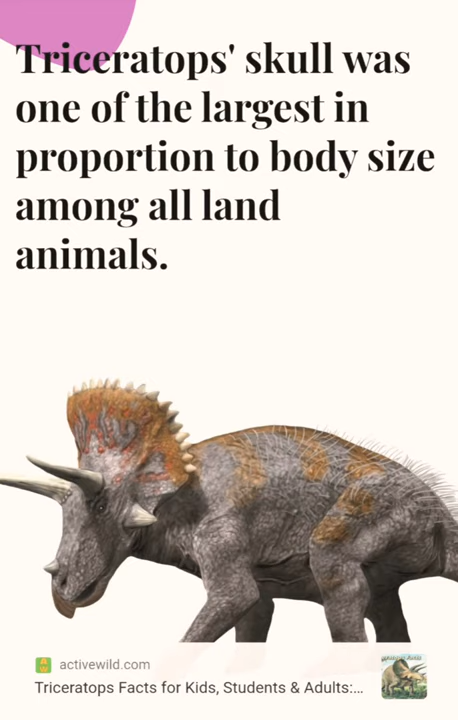 Triceratops' skull was
one of the largest in
proportion to body size
among all land
animals.
activewild.com
Triceratops Facts for Kids, Students & Adults:...